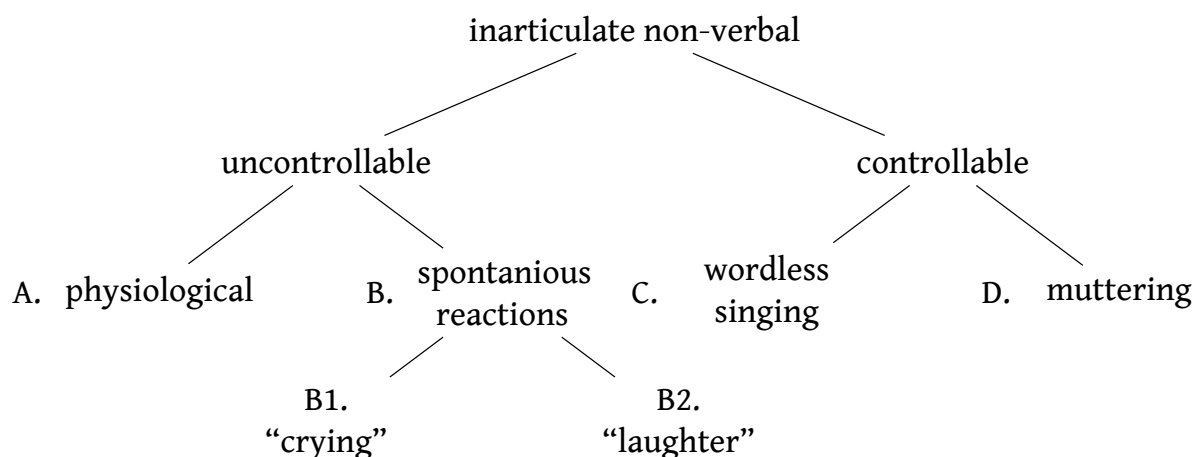 inarticulate non-verbal
uncontrollable
controllable
A. physiological
B. spontanious
reactions
C. wordless
singing
D. muttering
B1.
“crying”
B2.
“laughter”